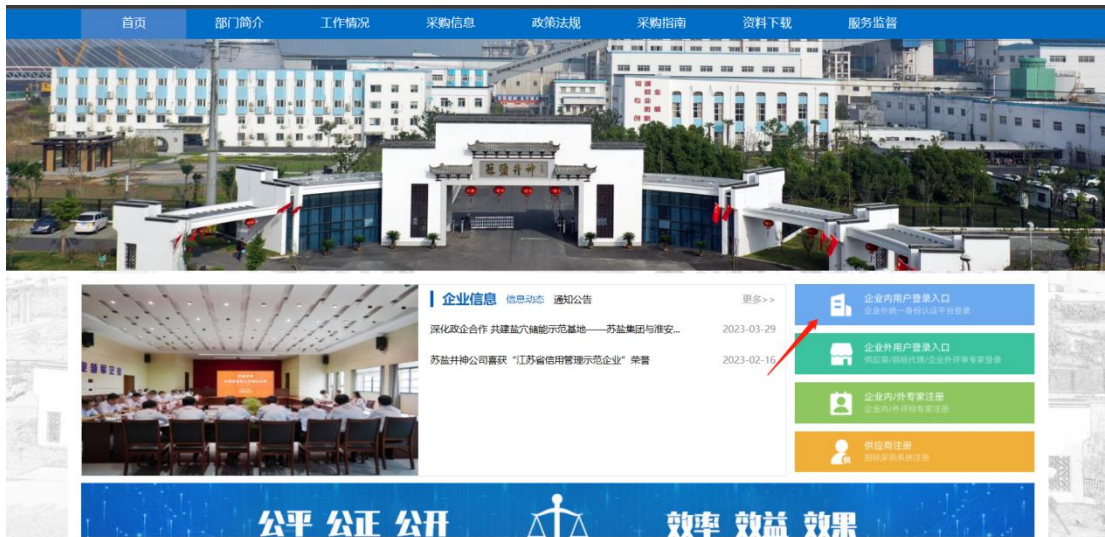 首页 部门简介 工作情况 采购信息 政策法规 采购指南 资料下载 服务监督
苏盐井神
企业信息 信息动态 通知公告 更多>>
深化政企合作 共建盐穴储能示范基地——苏盐集团与淮安... 2023-03-29
苏盐井神公司喜获“江苏省信用管理示范企业”荣誉 2023-02-16
企业内用户登录入口
企业外统一身份认证平台登录
企业外用户登录入口
供应商/招标代理/企业外评审专家登录
企业内/外专家注册
企业内/外评标专家注册
供应商注册
招标采购系统注册
公平 公正 公开 效率 效益 效果